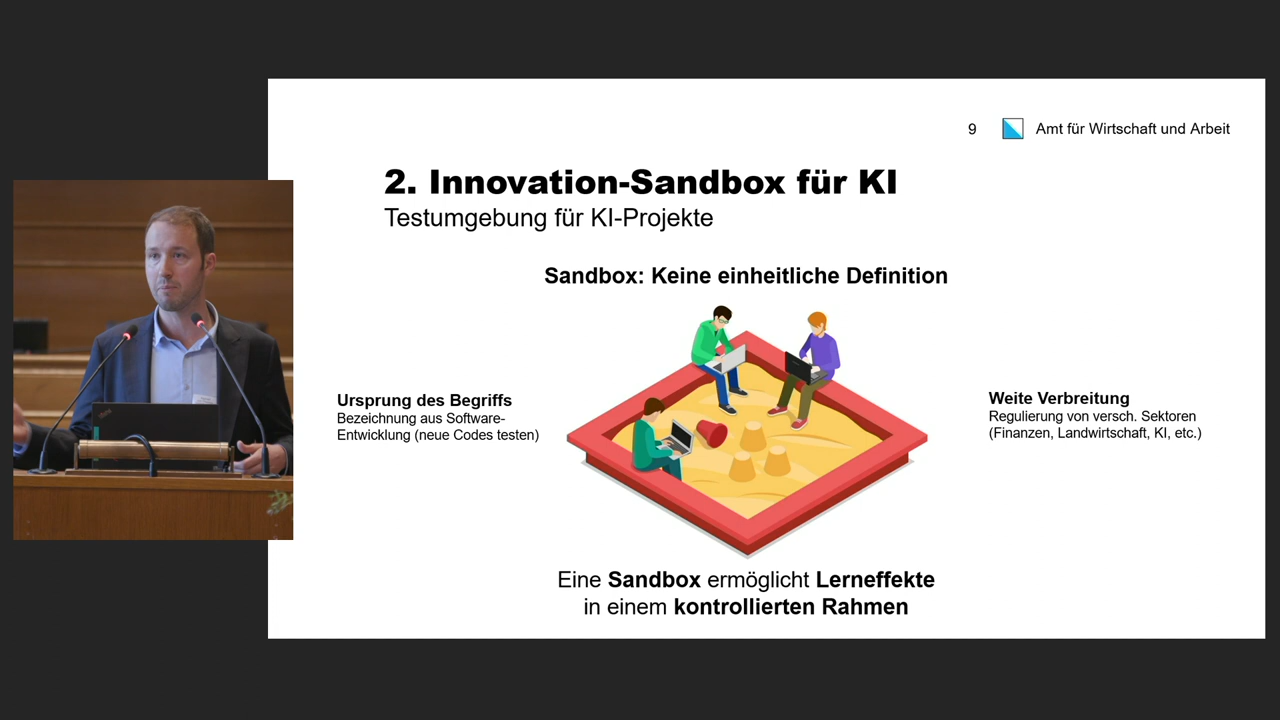 9 Amt für Wirtschaft und Arbeit
2. Innovation-Sandbox für KI
Testumgebung für KI-Projekte
Sandbox: Keine einheitliche Definition
Ursprung des Begriffs
Bezeichnung aus Software-
Entwicklung (neue Codes testen)
Weite Verbreitung
Regulierung von versch. Sektoren
(Finanzen, Landwirtschaft, KI, etc.)
Eine Sandbox ermöglicht Lerneffekte
in einem kontrollierten Rahmen